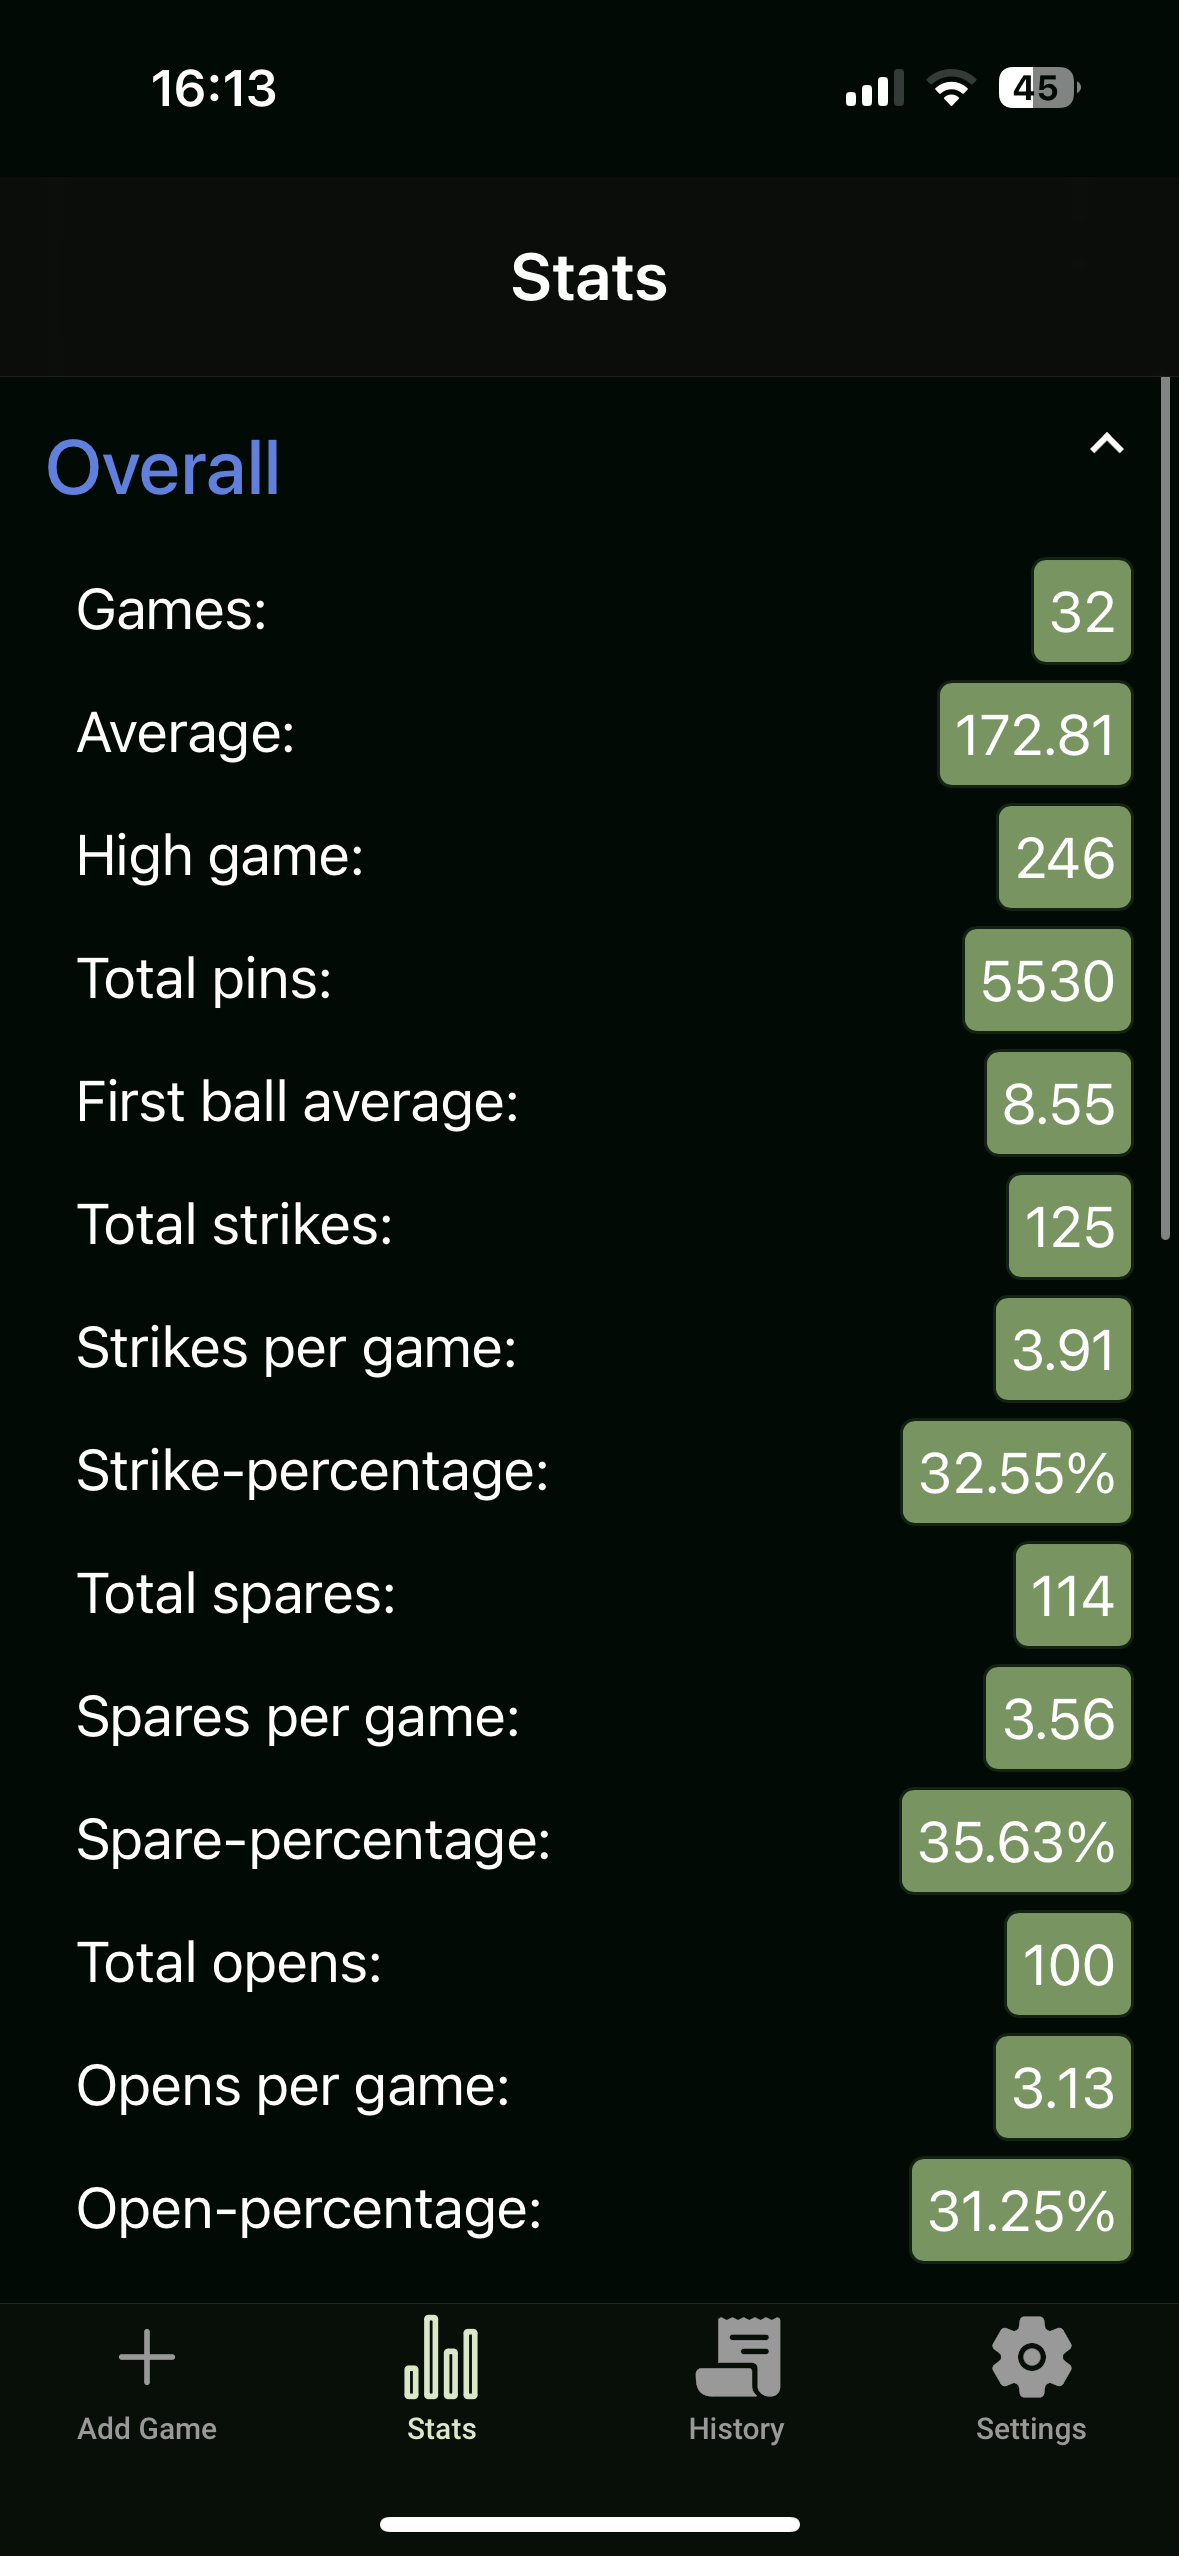 16:13
45
Stats
Overall
Games: 32
Average: 172.81
High game: 246
Total pins: 5530
First ball average: 8.55
Total strikes: 125
Strikes per game: 3.91
Strike-percentage: 32.55%
Total spares: 114
Spares per game: 3.56
Spare-percentage: 35.63%
Total opens: 100
Opens per game: 3.13
Open-percentage: 31.25%
Add Game
Stats
History
Settings